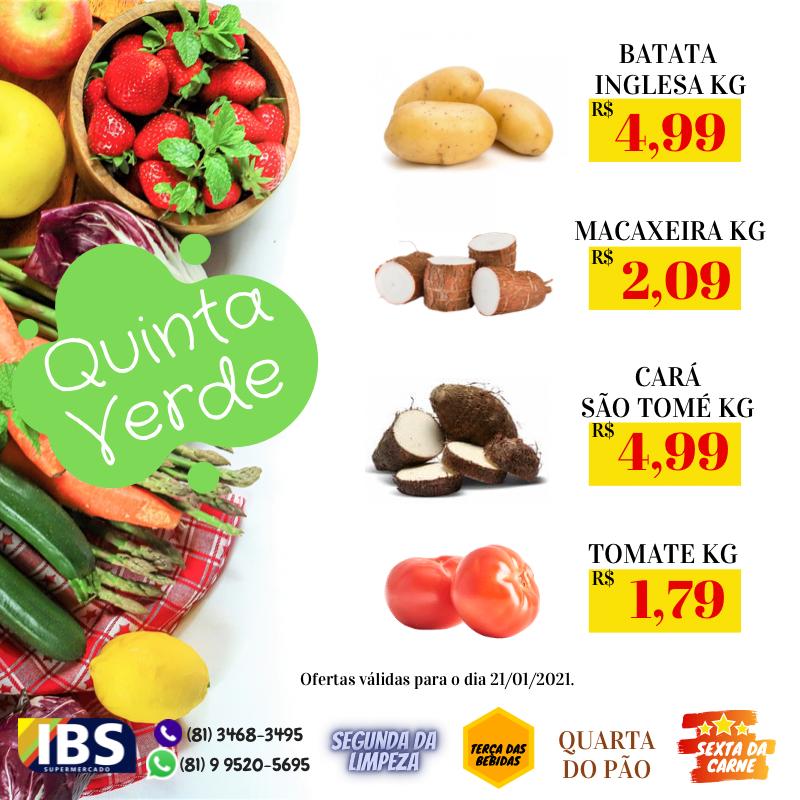 BATATA
INGLESA KG
R$ 4,99
MACAXEIRA KG
R$ 2,09
CARÁ
SÃO TOMÉ KG
R$ 4,99
TOMATE KG
R$ 1,79
Quinta
Verde
Ofertas válidas para o dia 21/01/2021.
IBS
SUPERMERCADO
(81) 3468-3495
(81) 9 9520-5695
SEGUNDA DA
LIMPEZA
TERÇA DAS
BEBIDAS
QUARTA
DO PÃO
SEXTA DA
CARNE